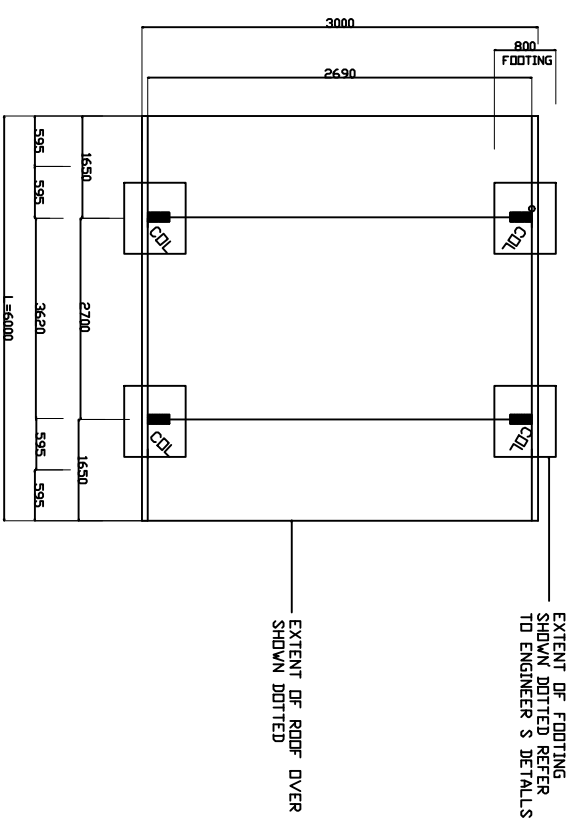 3000
800
FOOTING
2690
595
595
3620
595
595
1650
2700
1650
L=6000
COL
COL
COL
COL
EXTENT OF FOOTING
SHOWN DOTTED REFER
TO ENGINEER S DETALLS
EXTENT OF ROOF OVER
SHOWN DOTTED